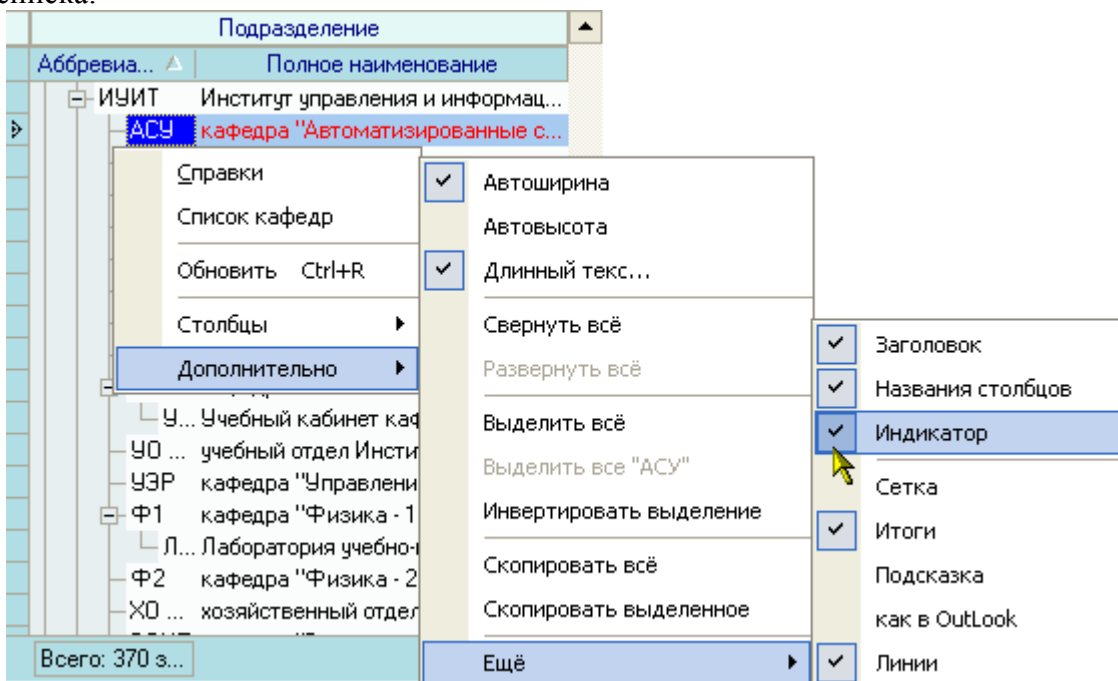 Подразделение
Аббревиа... Полное наименование
ИУИТ Институт управления и информац...
АСУ кафедра "Автоматизированные с...
Справки
Список кафедр
Обновить Ctrl+R
Столбцы
Дополнительно
Автоширина
Автовысота
Длинный текс...
Свернуть всё
Развернуть всё
Выделить всё
Выделить все "АСУ"
Инвертировать выделение
Скопировать всё
Скопировать выделенное
Ещё
Заголовок
Названия столбцов
Индикатор
Сетка
Итоги
Подсказка
как в OutLook
Линии
У... Учебный кабинет каф
УО ... учебный отдел Инсти
УЭР кафедра "Управлени
Ф1 кафедра "Физика - 1
Л... Лаборатория учебно-
Ф2 кафедра "Физика - 2
ХО ... хозяйственный отдел
Всего: 370 з...